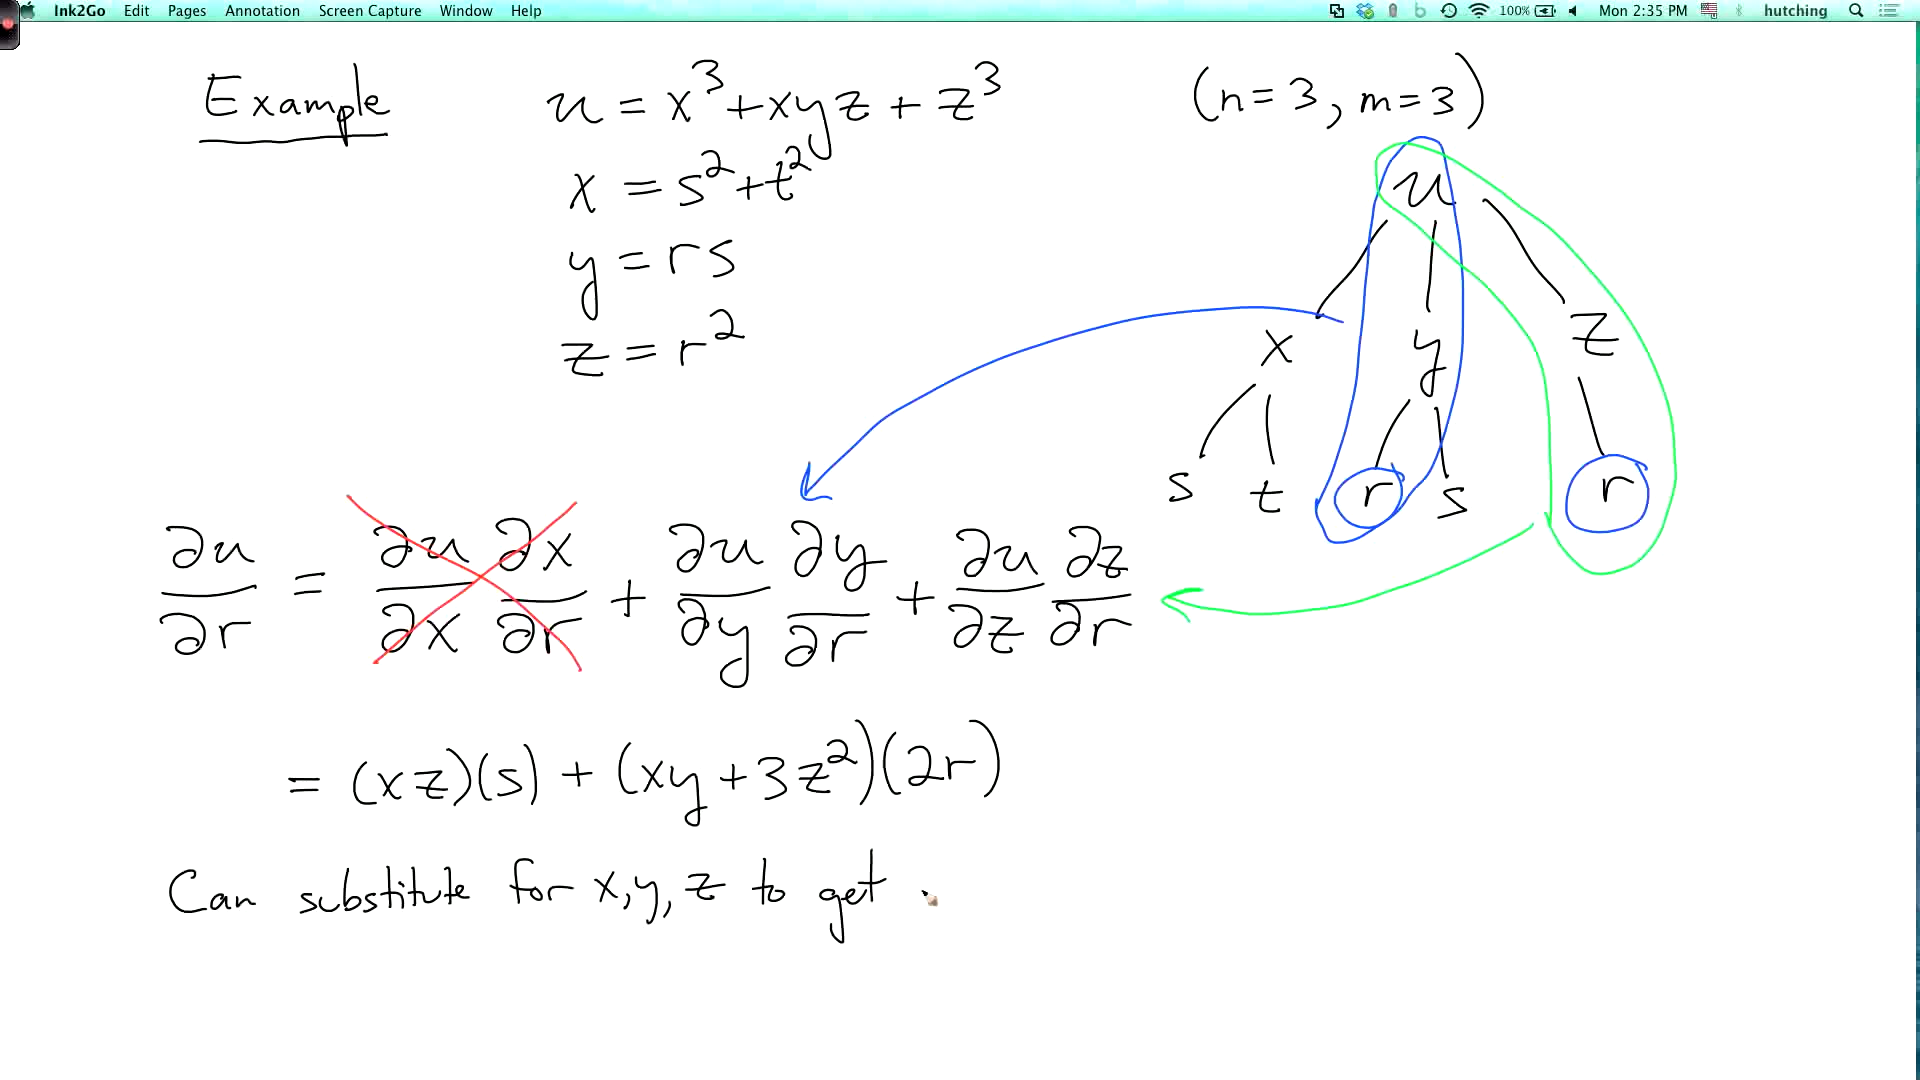 Ink2Go Edit Pages Annotation Screen Capture Window Help 100% Mon 2:35 PM hutching
Example u = x³ + xyz + z³ (n = 3, m = 3)
x = s² + t²
y = rs
z = r²
u
x y z
s t r s r
∂u/∂r = ∂u/∂x ∂x/∂r + ∂u/∂y ∂y/∂r + ∂u/∂z ∂z/∂r
= (xz)(s) + (xy + 3z²)(2r)
Can substitute for x, y, z to get